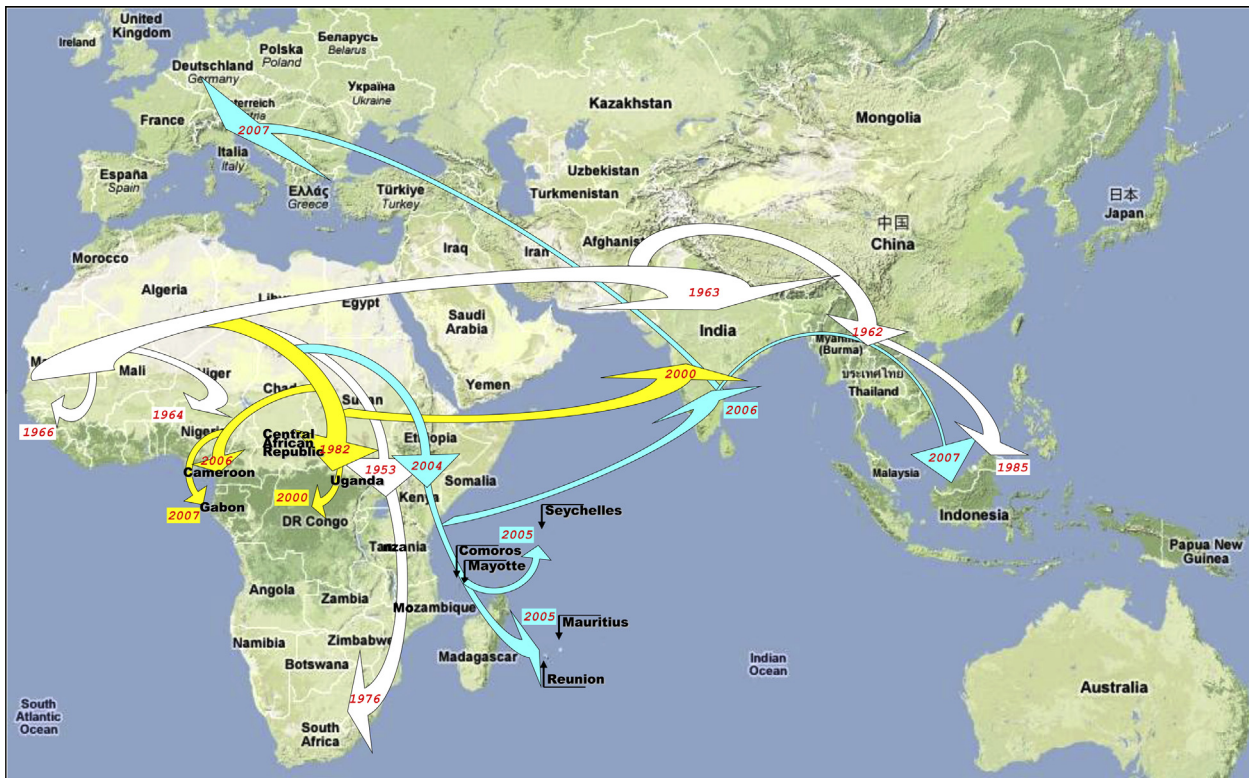 United
Kingdom
Ireland
Беларусь
Belarus
Polska
Poland
Deutschland
Germany
Україна
Ukraine
Kazakhstan
Mongolia
France
2007
Italia
Italy
España
Spain
Ελλάς
Greece
Türkiye
Turkey
Uzbekistan
Turkmenistan
日本
Japan
中国
China
Afghanis
Iraq
Iran
Morocco
Algeria
Egypt
1963
Saudi
Arabia
India
1962
Myanma
(Burma)
Mali
Niger
Chad
Yemen
2000
ประเทศไทย
Thailand
1964
1966
2006
Nigeri
Central
African
Republic
1982
Ethiopia
2006
Cameroon
1953
2004
Uganda
Somalia
Kenya
Malaysia
2007
1985
2000
2007
Gabon
DR Congo
Seychelles
Indonesia
2005
Tanzania
Comoros
Mayotte
Papua New
Guinea
Angola
Zambia
Mozambique
2005
Mauritius
Namibia
Zimbabwe
Botswana
Madagascar
Indian
Ocean
Reunion
Australia
1976
South
Atlantic
Ocean
South
Africa